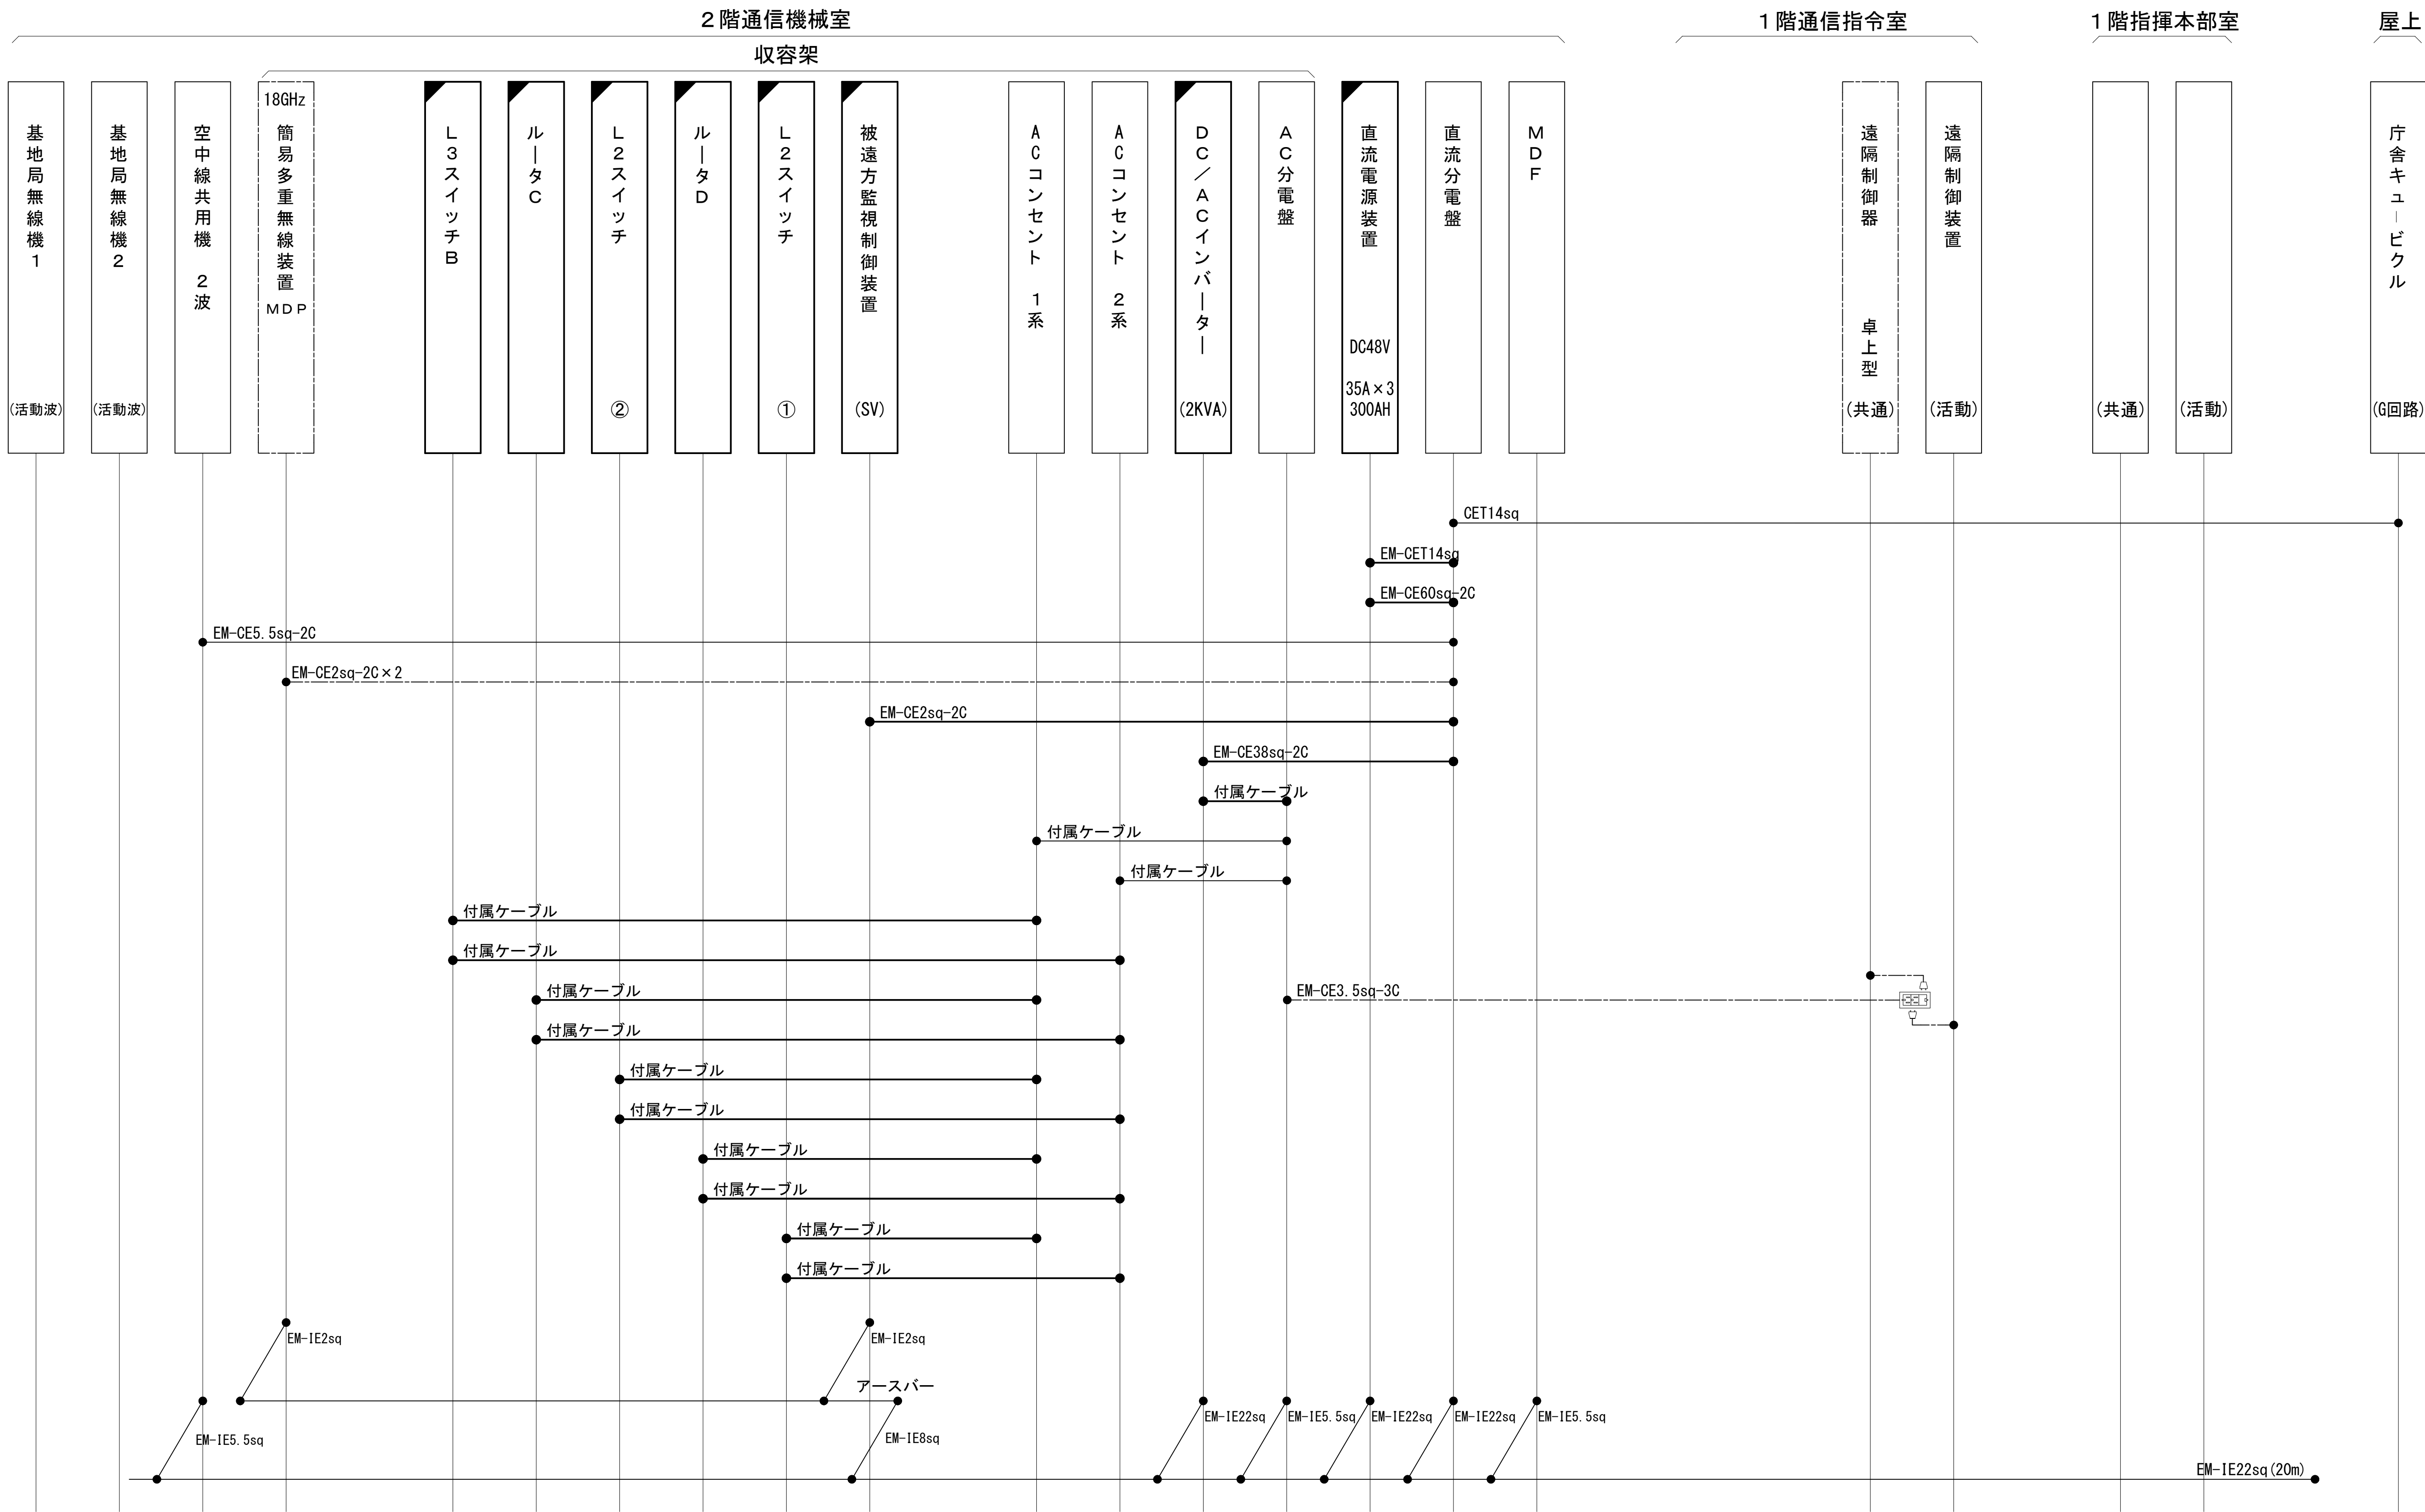 ２階通信機械室
１階通信指令室
１階指揮本部室
屋上
収容架
基地局無線機１
(活動波)
基地局無線機２
(活動波)
空中線共用機　２波
18GHz
簡易多重無線装置
ＭＤＰ
Ｌ３スイッチＢ
ルータＣ
Ｌ２スイッチ
②
ルータＤ
Ｌ２スイッチ
①
被遠方監視制御装置
(SV)
ＡＣコンセント　１系
ＡＣコンセント　２系
ＤＣ／ＡＣインバーター
(2KVA)
ＡＣ分電盤
直流電源装置
DC48V
35A×3
300AH
直流分電盤
ＭＤＦ
遠隔制御器　卓上型
(共通)
遠隔制御装置
(活動)
(共通)
(活動)
庁舎キュービクル
(G回路)
CET14sq
EM-CET14sq
EM-CE60sq-2C
EM-CE5.5sq-2C
EM-CE2sq-2C×2
EM-CE2sq-2C
EM-CE38sq-2C
付属ケーブル
付属ケーブル
付属ケーブル
付属ケーブル
付属ケーブル
付属ケーブル
EM-CE3.5sq-3C
付属ケーブル
付属ケーブル
付属ケーブル
付属ケーブル
付属ケーブル
付属ケーブル
付属ケーブル
EM-IE2sq
EM-IE2sq
アースバー
EM-IE5.5sq
EM-IE8sq
EM-IE22sq
EM-IE5.5sq
EM-IE22sq
EM-IE22sq
EM-IE5.5sq
EM-IE22sq(20m)